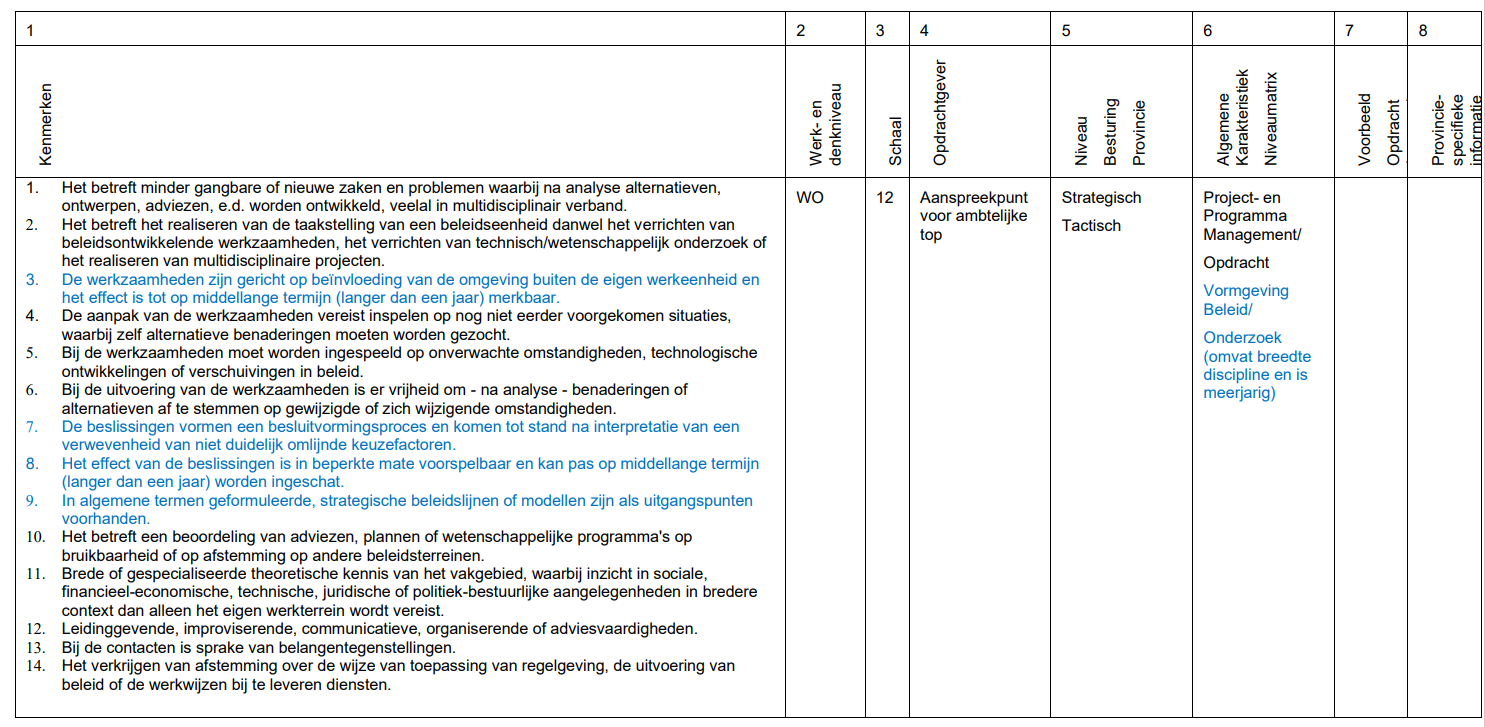 1
2
3
4
5
6
7
8
Kenmerken
Werk- en
denkniveau
Schaal
Opdrachtgever
Niveau
Besturing
Provincie
Algemene
Karakteristiek
Niveaumatrix
Voorbeeld
Opdracht
Provincie-
specifieke
informatie
1. Het betreft minder gangbare of nieuwe zaken en problemen waarbij na analyse alternatieven,
ontwerpen, adviezen, e.d. worden ontwikkeld, veelal in multidisciplinair verband.
2. Het betreft het realiseren van de taakstelling van een beleidseenheid danwel het verrichten van
beleidsontwikkelende werkzaamheden, het verrichten van technisch/wetenschappelijk onderzoek of
het realiseren van multidisciplinaire projecten.
3. De werkzaamheden zijn gericht op beïnvloeding van de omgeving buiten de eigen werkeenheid en
het effect is tot op middellange termijn (langer dan een jaar) merkbaar.
4. De aanpak van de werkzaamheden vereist inspelen op nog niet eerder voorgekomen situaties,
waarbij zelf alternatieve benaderingen moeten worden gezocht.
5. Bij de werkzaamheden moet worden ingespeeld op onverwachte omstandigheden, technologische
ontwikkelingen of verschuivingen in beleid.
6. Bij de uitvoering van de werkzaamheden is er vrijheid om - na analyse - benaderingen of
alternatieven af te stemmen op gewijzigde of zich wijzigende omstandigheden.
7. De beslissingen vormen een besluitvormingsproces en komen tot stand na interpretatie van een
verwevenheid van niet duidelijk omlijnde keuzefactoren.
8. Het effect van de beslissingen is in beperkte mate voorspelbaar en kan pas op middellange termijn
(langer dan een jaar) worden ingeschat.
9. In algemene termen geformuleerde, strategische beleidslijnen of modellen zijn als uitgangspunten
voorhanden.
10. Het betreft een beoordeling van adviezen, plannen of wetenschappelijke programma's op
bruikbaarheid of op afstemming op andere beleidsterreinen.
11. Brede of gespecialiseerde theoretische kennis van het vakgebied, waarbij inzicht in sociale,
financieel-economische, technische, juridische of politiek-bestuurlijke aangelegenheden in bredere
context dan alleen het eigen werkterrein wordt vereist.
12. Leidinggevende, improviserende, communicatieve, organiserende of adviesvaardigheden.
13. Bij de contacten is sprake van belangentegenstellingen.
14. Het verkrijgen van afstemming over de wijze van toepassing van regelgeving, de uitvoering van
beleid of de werkwijzen bij te leveren diensten.
WO
12
Aanspreekpunt
voor ambtelijke
top
Strategisch
Tactisch
Project- en
Programma
Management/
Opdracht
Vormgeving
Beleid/
Onderzoek
(omvat breedte
discipline en is
meerjarig)